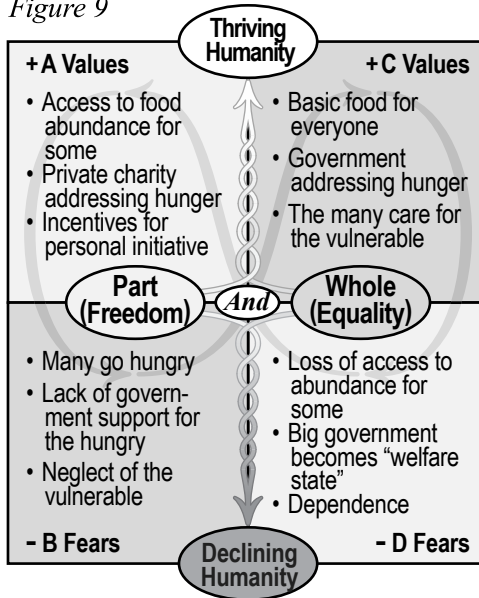 Figure 9
Thriving
Humanity
+A Values
• Access to food
abundance for
some
• Private charity
addressing hunger
• Incentives for
personal initiative
+C Values
• Basic food for
everyone
• Government
addressing hunger
• The many care for
the vulnerable
Part
(Freedom)
And
Whole
(Equality)
• Many go hungry
• Lack of govern-
ment support for
the hungry
• Neglect of the
vulnerable
- B Fears
• Loss of access to
abundance for
some
• Big government
becomes “welfare
state”
• Dependence
- D Fears
Declining
Humanity